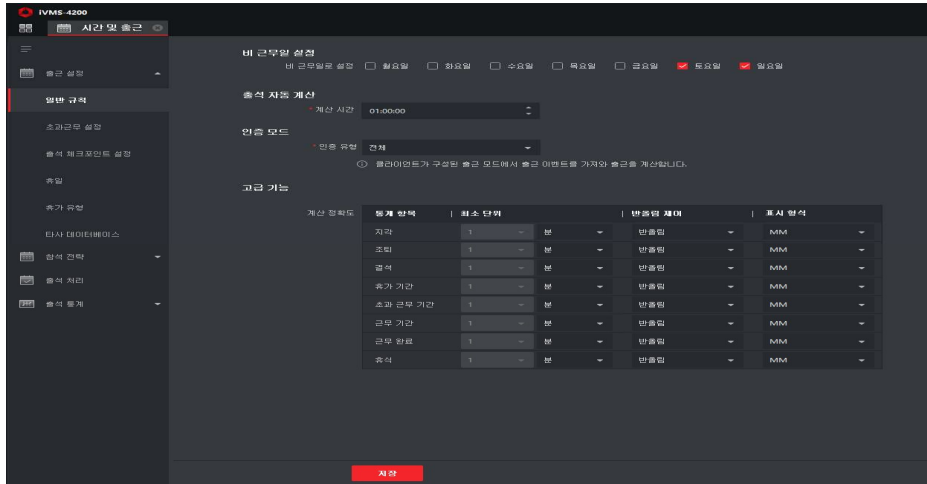 iVMS-4200
시간 및 출근
출근 설정
일반 규칙
초과근무 설정
출석 체크포인트 설정
휴일
휴가 유형
타사 데이터베이스
참석 전략
출석 처리
출석 통계
비 근무일 설정
비 근무일로 설정 월요일 화요일 수요일 목요일 금요일 토요일 일요일
출석 자동 계산
*계산 시간 01:00:00
인증 모드
*인증 유형 전체
클라이언트가 구성된 출근 모드에서 출근 이벤트를 가져와 출근을 계산합니다.
고급 기능
계산 정확도 통계 항목 | 최소 단위 | 반올림 제어 | 표시 형식
지각 1 분 반올림 MM
조퇴 1 분 반올림 MM
결석 1 분 반올림 MM
휴가 기간 1 분 반올림 MM
초과 근무 기간 1 분 반올림 MM
근무 기간 1 분 반올림 MM
근무 완료 1 분 반올림 MM
휴식 1 분 반올림 MM
저장